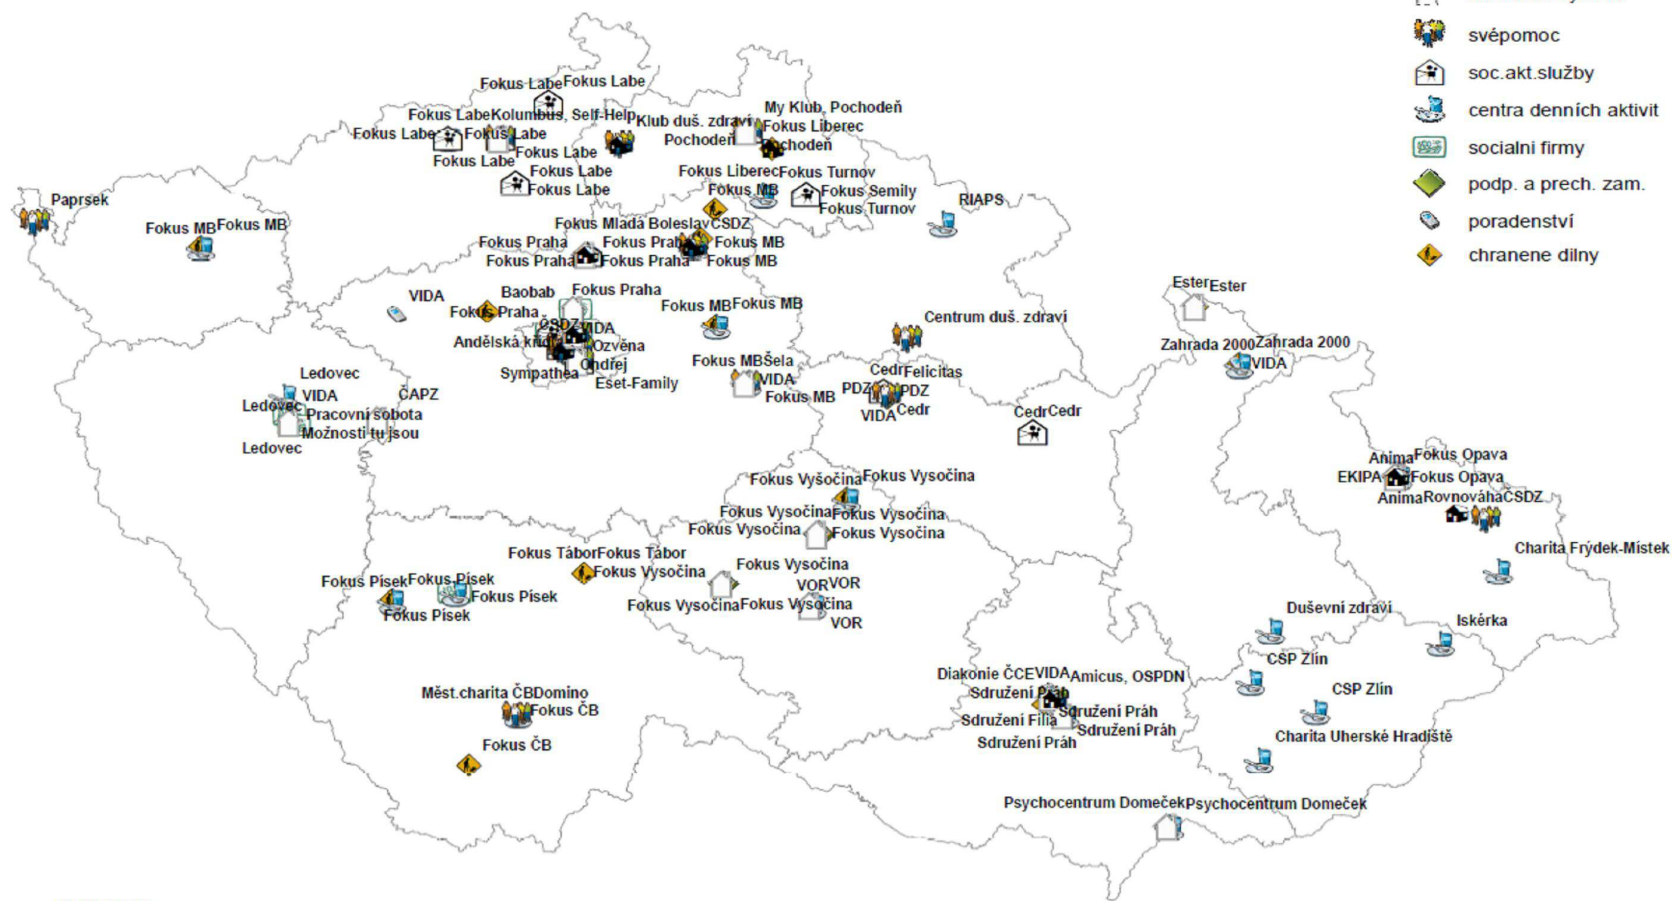 svépomoc
soc.akt.služby
centra denních aktivit
socialni firmy
podp. a prech. zam.
poradenství
chranene dilny
Fokus Labe Fokus Labe
Fokus Labe Kolumbus, Self-Help
Klub duš. zdraví
My Klub, Pochodeň
Fokus Labe Fokus Labe
Pochodeň
Fokus Liberec
Pochodeň
Fokus Labe
Fokus Labe
Fokus Labe
Fokus Labe
Fokus Liberec Fokus Turnov
Fokus MB
Fokus Semily
Fokus Turnov
Paprsek
Fokus MB Fokus MB
RIAPS
Fokus Mladá Boleslav ČSDZ
Fokus Praha
Fokus Praha
Fokus MB
Fokus Praha
Fokus Praha
Fokus MB
VIDA
Baobab
Fokus Praha
Fokus Praha
Fokus MB Fokus MB
Centrum duš. zdraví
Ester Ester
ČSDZ
VIDA
Ozvěna
Ondřej
Sympathea
Eset-Family
Zahrada 2000 Zahrada 2000
VIDA
Fokus MB Šela
VIDA
Fokus MB
Cedr Felicitas
PDZ
PDZ
VIDA
Cedr
Cedr Cedr
Ledovec
VIDA
ČAPZ
Ledovec
Pracovní sobota
Možnosti tu jsou
Ledovec
Anima Fokus Opava
EKIPA
Fokus Opava
Anima Rovnováha ČSDZ
Charita Frýdek-Místek
Fokus Vyšočina Fokus Vysočina
Fokus Vysočina Fokus Vysočina
Fokus Vysočina
Fokus Vysočina
Fokus Tábor Fokus Tábor
Fokus Vysočina
Fokus Vysočina
VOR VOR
Fokus Vysočina Fokus Vysočina
VOR
Fokus Písek Fokus Písek
Fokus Písek
Fokus Písek
Duševní zdraví
Iskérka
CSP Zlín
CSP Zlín
Charita Uherské Hradiště
Měst.charita ČB Domino
Fokus ČB
Fokus ČB
Diakonie ČCE VIDA Amicus, OSPDN
Sdružení Práh
Sdružení Filia
Sdružení Práh
Sdružení Práh
Sdružení Práh
Psychocentrum Domeček Psychocentrum Domeček